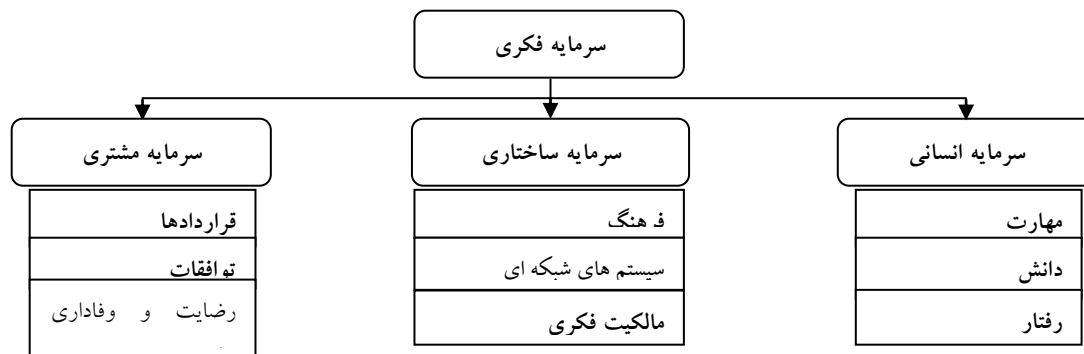 سرمایه فکری
سرمایه انسانی
سرمایه ساختاری
سرمایه مشتری
مهارت
دانش
رفتار
فرهنگ
سیستم های شبکه ای
مالکیت فکری
قراردادها
توافقات
رضایت و وفاداری